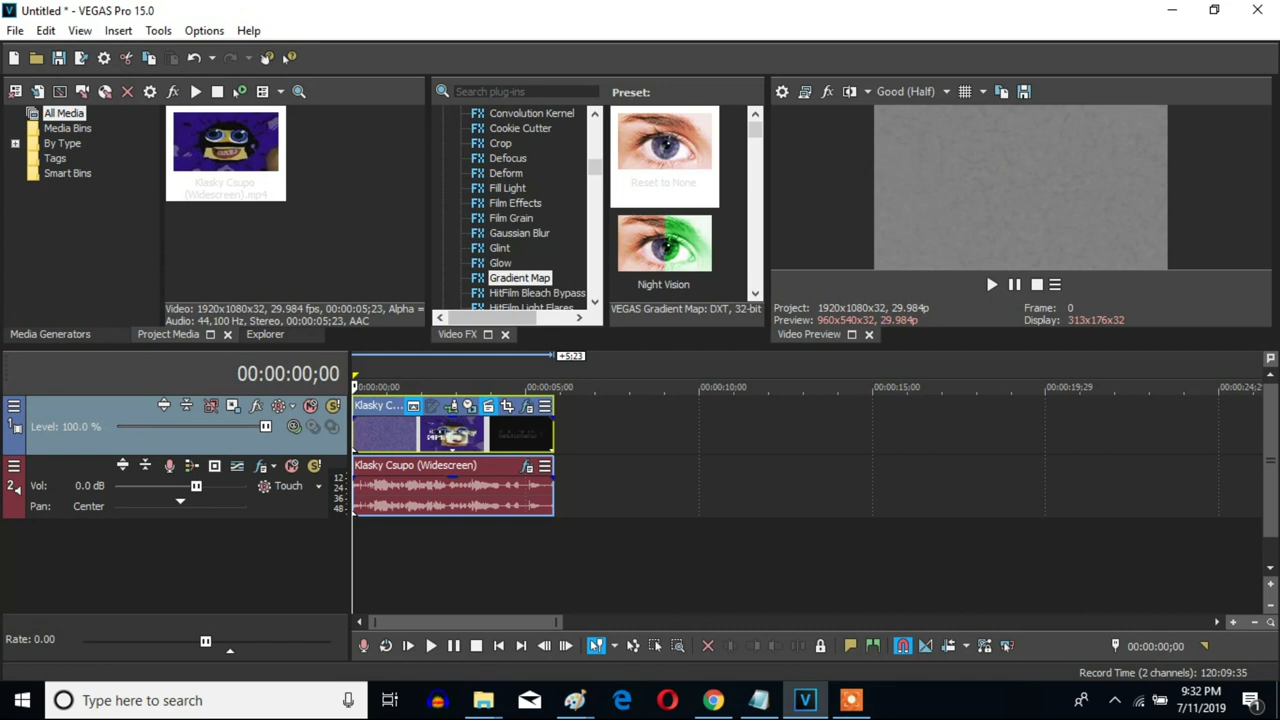 Untitled * - VEGAS Pro 15.0
File Edit View Insert Tools Options Help
All Media
Media Bins
By Type
Tags
Smart Bins
Klasky Csupo
(Widescreen).mp4
Video: 1920x1080x32, 29.984 fps, 00:00:05;23, Alpha =
Audio: 44,100 Hz, Stereo, 00:00:05;23, AAC
Media Generators
Project Media
Explorer
Search plug-ins
Convolution Kernel
Cookie Cutter
Crop
Defocus
Deform
Fill Light
Film Effects
Film Grain
Gaussian Blur
Glint
Glow
Gradient Map
HitFilm Bleach Bypass
HitFilm Light Flares
Preset:
Reset to None
Night Vision
VEGAS Gradient Map: DXT, 32-bit
Video FX
Good (Half)
Project: 1920x1080x32, 29.984p
Preview: 960x540x32, 29.984p
Frame: 0
Display: 313x176x32
Video Preview
00:00:00;00
+5;23
00:00:00;00 00:00:05;00 00:00:10;00 00:00:15;00 00:00:19;29 00:00:24;2
1
Level: 100.0 %
Klasky C...
2
Vol: 0.0 dB
Touch
Pan: Center
12
24
36
48
Klasky Csupo (Widescreen)
Rate: 0.00
00:00:00;00
Record Time (2 channels): 120:09:35
Type here to search
9:32 PM
7/11/2019
1